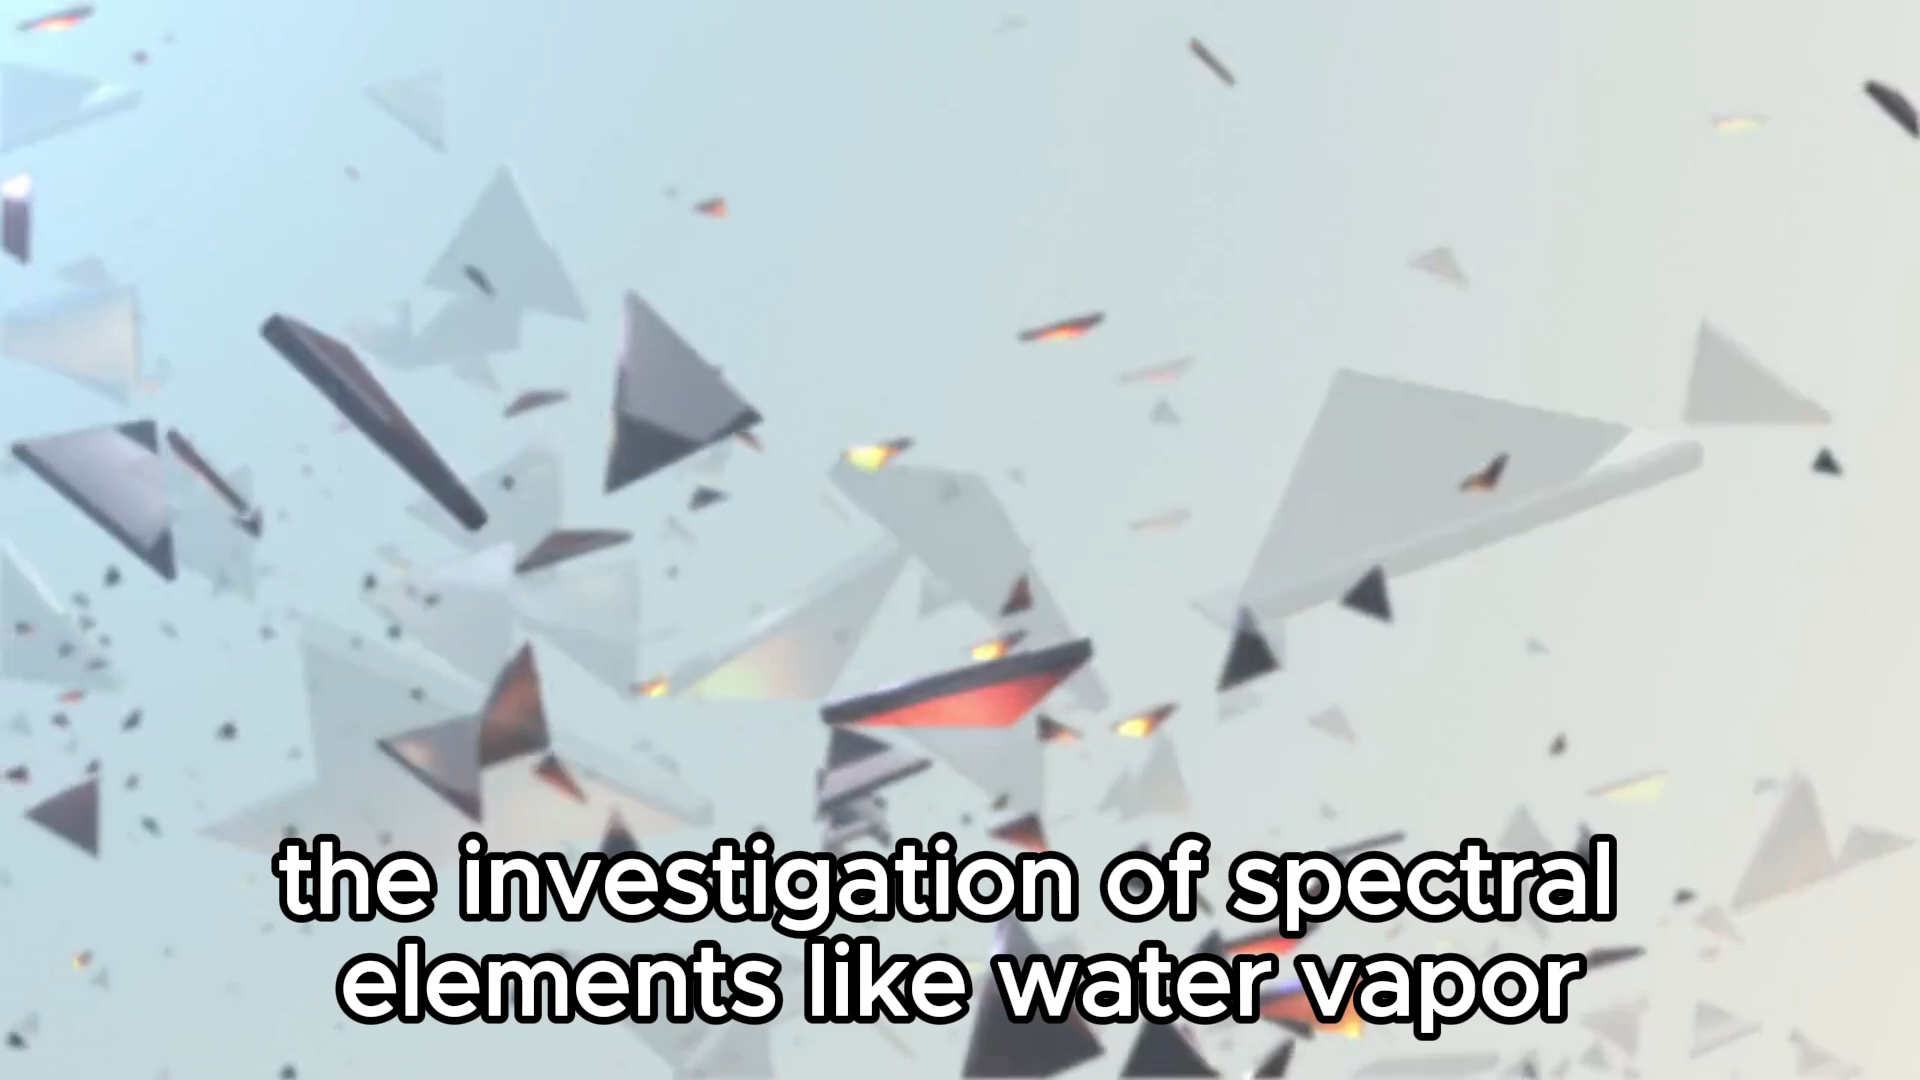 the investigation of spectral
elements like water vapor